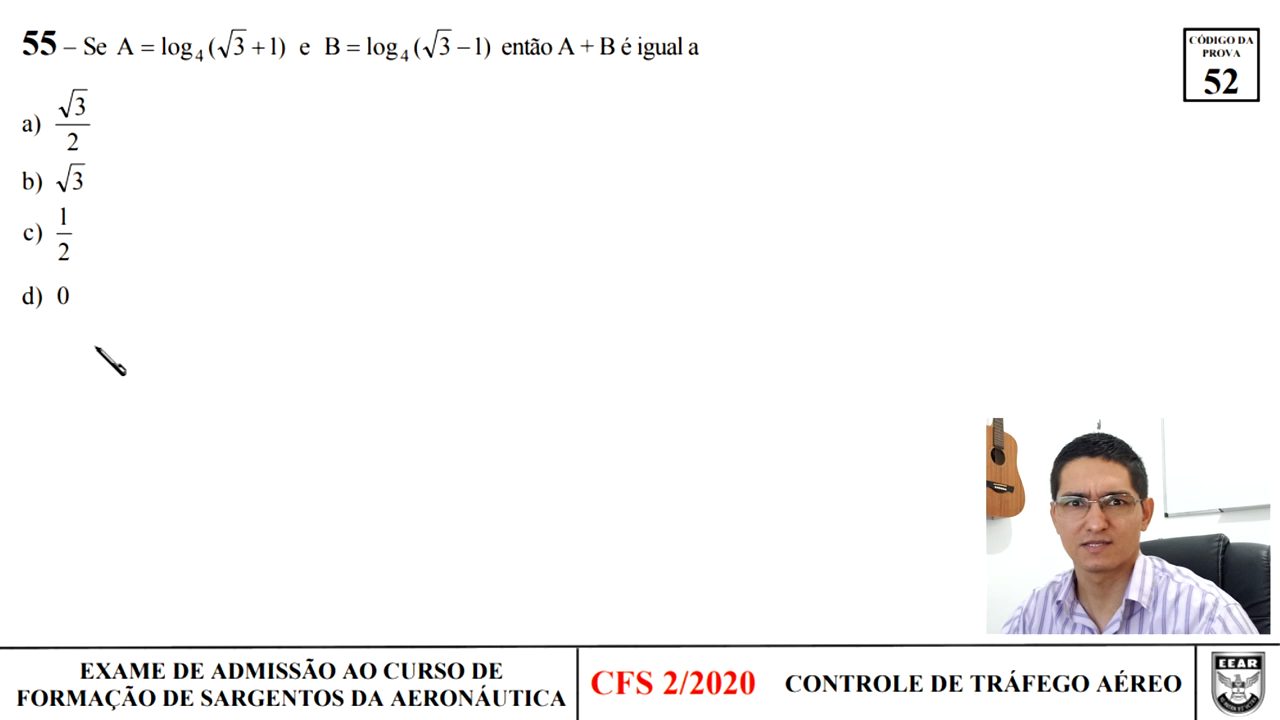 55 – Se A = log₄(√3 + 1) e B = log₄(√3 – 1) então A + B é igual a
CÓDIGO DA
PROVA
52
a) √3/2
b) √3
c) 1/2
d) 0
EXAME DE ADMISSÃO AO CURSO DE
FORMAÇÃO DE SARGENTOS DA AERONÁUTICA
CFS 2/2020
CONTROLE DE TRÁFEGO AÉREO
EEAR